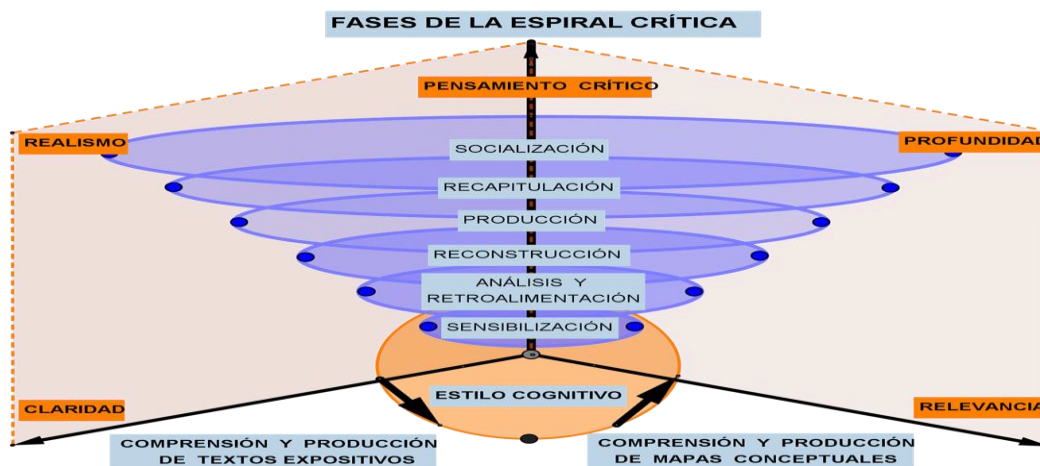 FASES DE LA ESPIRAL CRÍTICA
PENSAMIENTO CRÍTICO
REALISMO
PROFUNDIDAD
SOCIALIZACIÓN
RECAPITULACIÓN
PRODUCCIÓN
RECONSTRUCCIÓN
ANÁLISIS Y
RETROALIMENTACIÓN
SENSIBILIZACIÓN
ESTILO COGNITIVO
CLARIDAD
RELEVANCIA
COMPRENSIÓN Y PRODUCCIÓN
DE TEXTOS EXPOSITIVOS
COMPRENSIÓN Y PRODUCCIÓN
DE MAPAS CONCEPTUALES